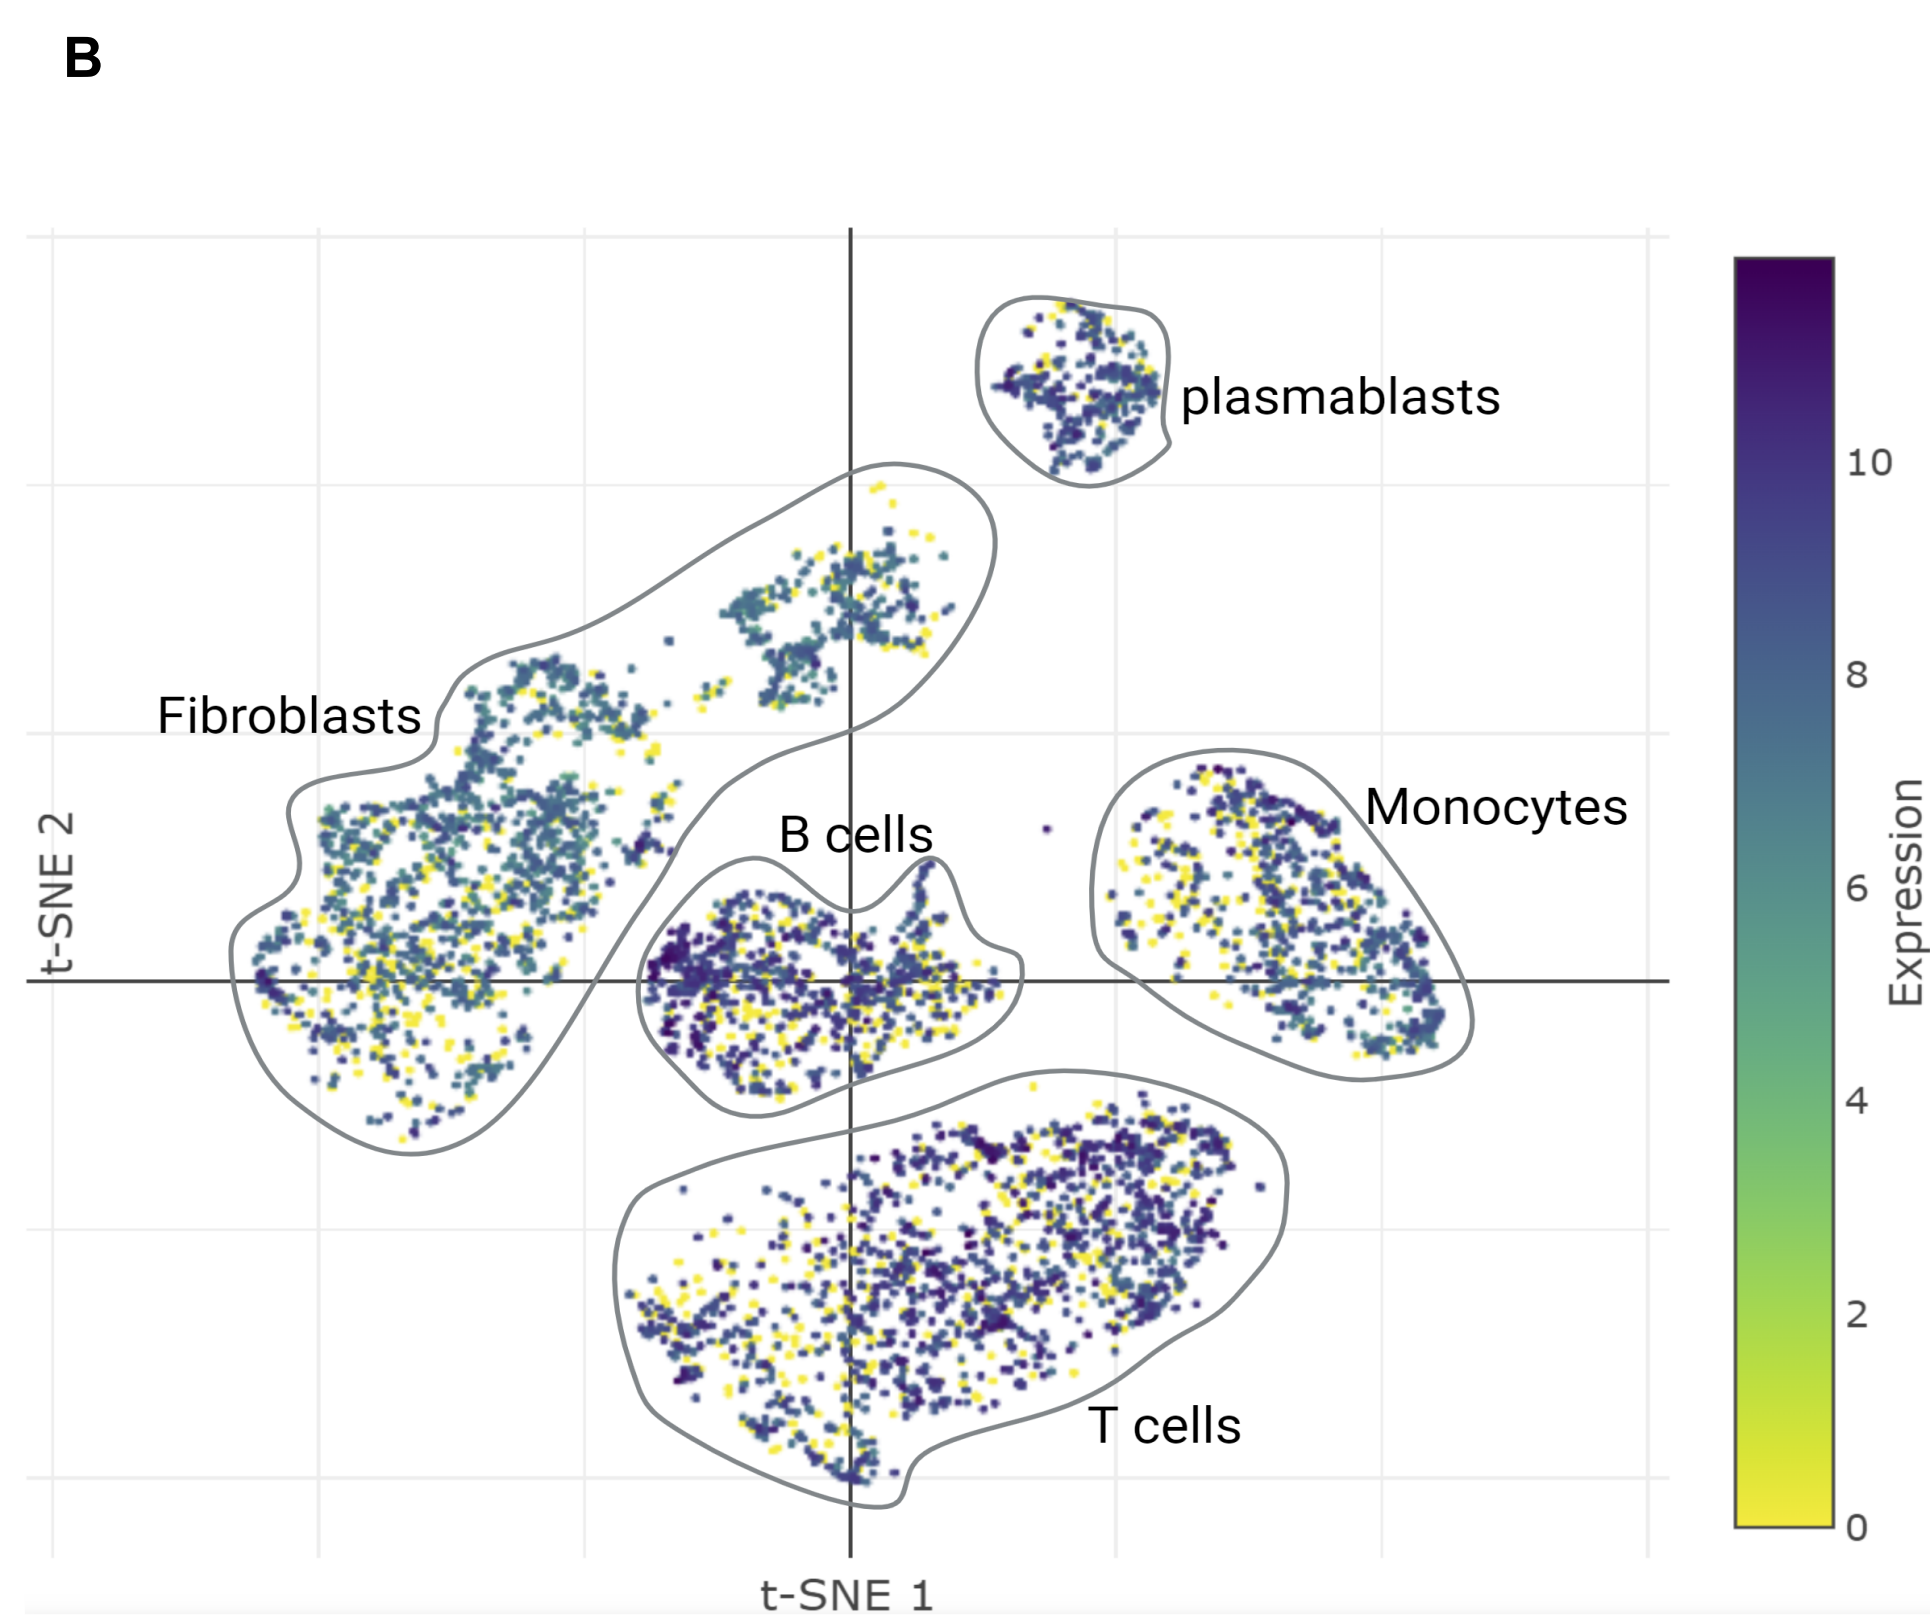 B
plasmablasts
Fibroblasts
Monocytes
B cells
T cells
t-SNE 2
t-SNE 1
10
8
6
4
2
0
Expression